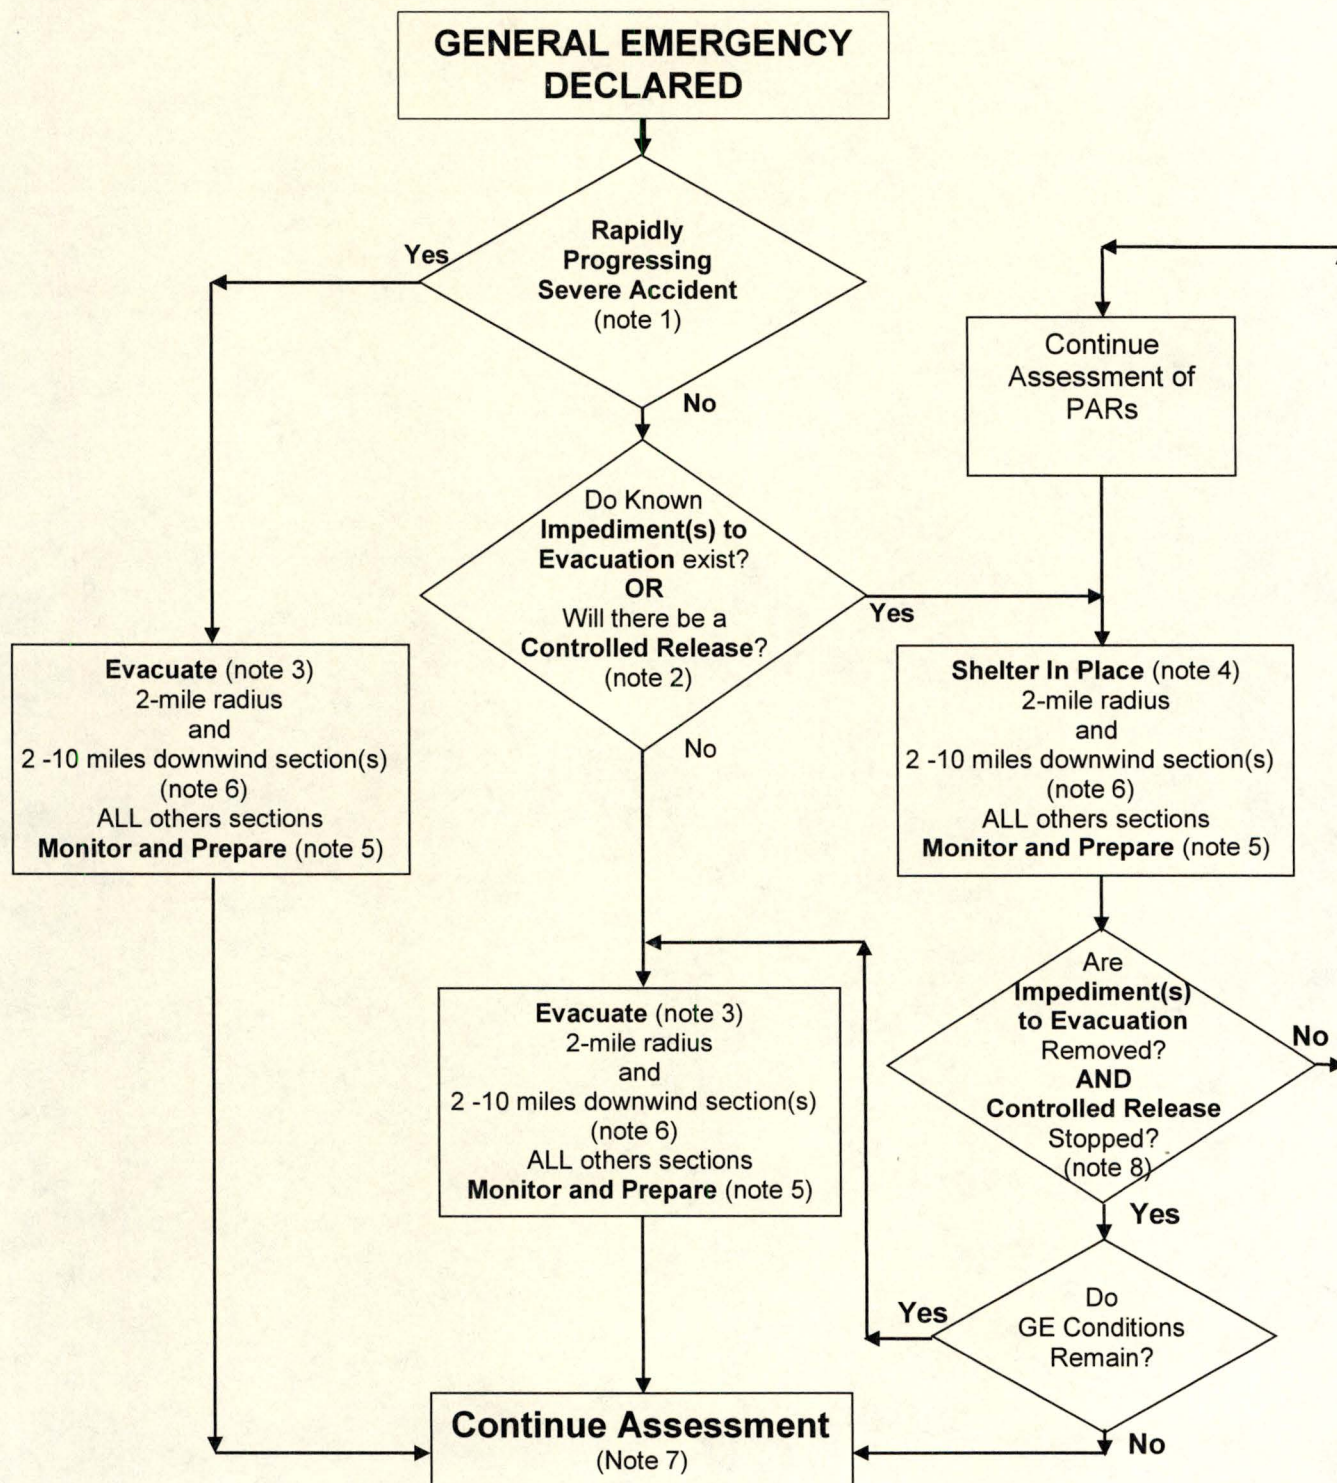 GENERAL EMERGENCY
DECLARED
Rapidly
Progressing
Severe Accident
(note 1)
Yes
No
Continue
Assessment of
PARs
Do Known
Impediment(s) to
Evacuation exist?
OR
Will there be a
Controlled Release?
(note 2)
Yes
No
Evacuate (note 3)
2-mile radius
and
2 -10 miles downwind section(s)
(note 6)
ALL others sections
Monitor and Prepare (note 5)
Shelter In Place (note 4)
2-mile radius
and
2 -10 miles downwind section(s)
(note 6)
ALL others sections
Monitor and Prepare (note 5)
Evacuate (note 3)
2-mile radius
and
2 -10 miles downwind section(s)
(note 6)
ALL others sections
Monitor and Prepare (note 5)
Are
Impediment(s)
to Evacuation
Removed?
AND
Controlled Release
Stopped?
(note 8)
No
Yes
Do
GE Conditions
Remain?
Yes
No
Continue Assessment
(Note 7)